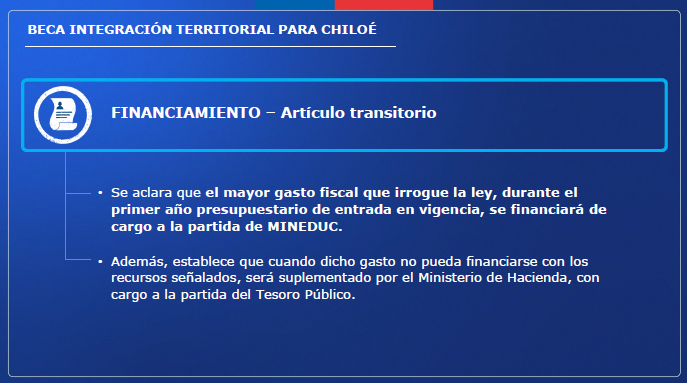 BECA INTEGRACIÓN TERRITORIAL PARA CHILOÉ
FINANCIAMIENTO – Artículo transitorio
• Se aclara que el mayor gasto fiscal que irrogue la ley, durante el
primer año presupuestario de entrada en vigencia, se financiará de
cargo a la partida de MINEDUC.
• Además, establece que cuando dicho gasto no pueda financiarse con los
recursos señalados, será suplementado por el Ministerio de Hacienda, con
cargo a la partida del Tesoro Público.